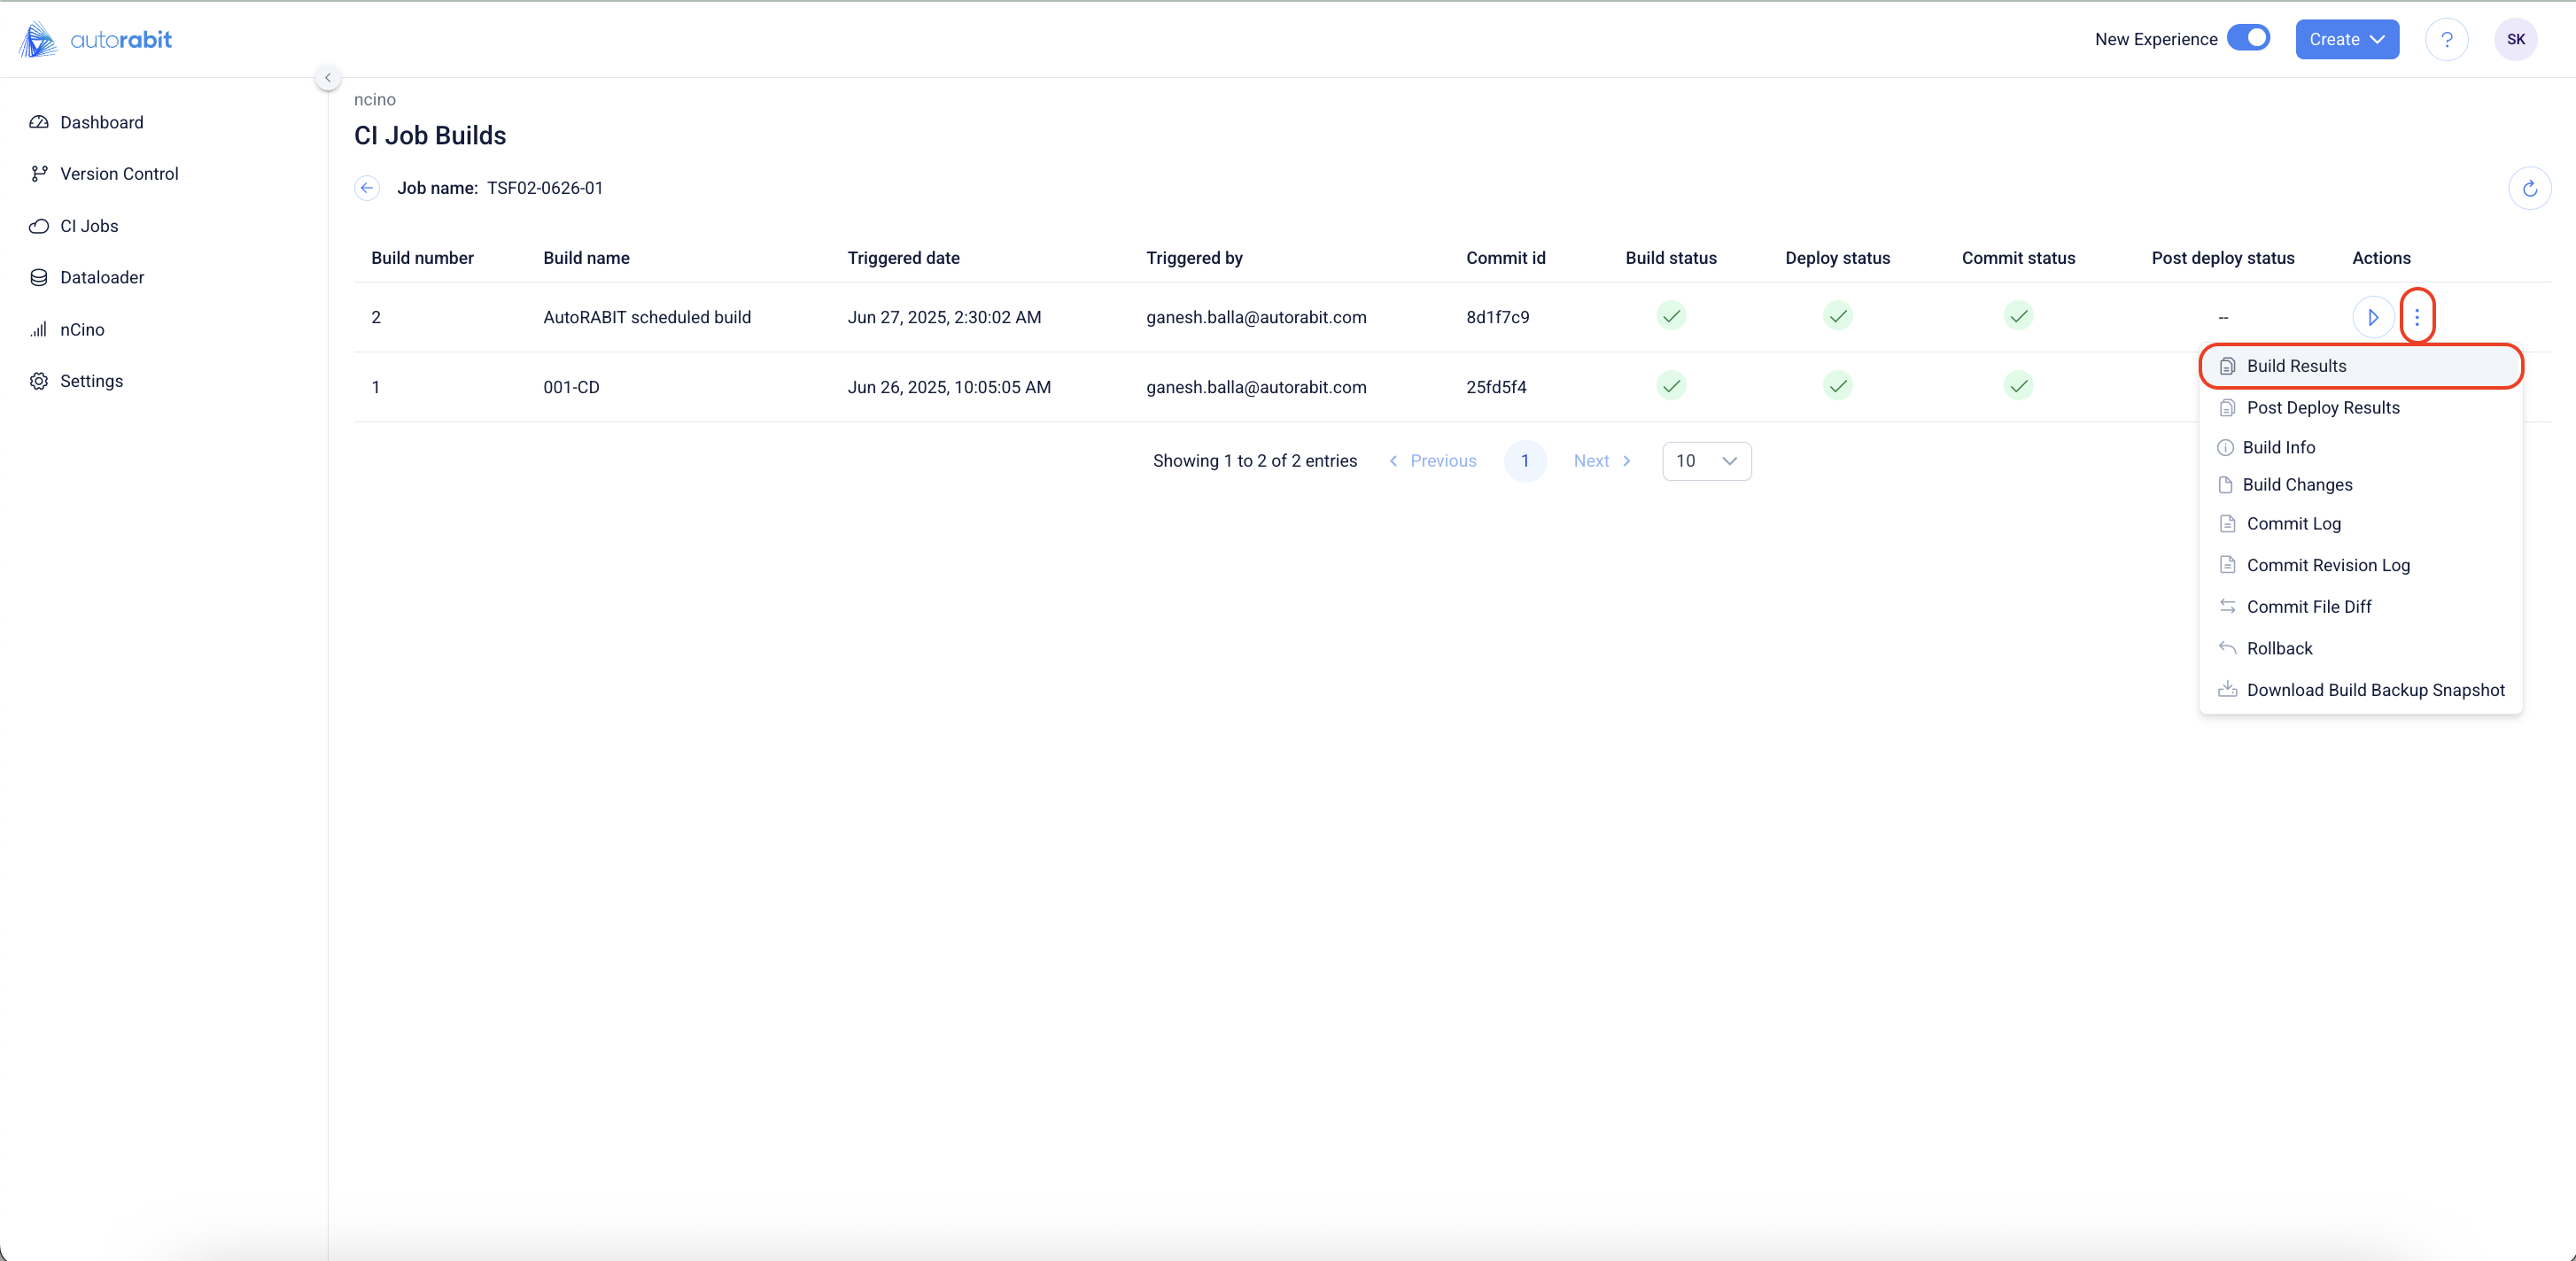 autorabit
New Experience
Create
?
SK
Dashboard
Version Control
CI Jobs
Dataloader
nCino
Settings
ncino
CI Job Builds
Job name: TSF02-0626-01
Build number Build name Triggered date Triggered by Commit id Build status Deploy status Commit status Post deploy status Actions
2 AutoRABIT scheduled build Jun 27, 2025, 2:30:02 AM ganesh.balla@autorabit.com 8d1f7c9 --
1 001-CD Jun 26, 2025, 10:05:05 AM ganesh.balla@autorabit.com 25fd5f4
Showing 1 to 2 of 2 entries Previous 1 Next 10
Build Results
Post Deploy Results
Build Info
Build Changes
Commit Log
Commit Revision Log
Commit File Diff
Rollback
Download Build Backup Snapshot